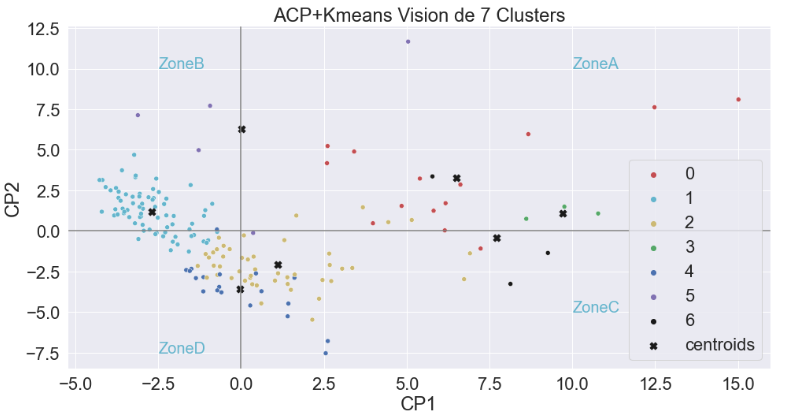 ACP+Kmeans Vision de 7 Clusters
12.5
10.0
7.5
5.0
2.5
0.0
−2.5
−5.0
−7.5
CP2
ZoneB
ZoneA
ZoneC
ZoneD
0
1
2
3
4
5
6
centroids
−5.0 −2.5 0.0 2.5 5.0 7.5 10.0 12.5 15.0
CP1